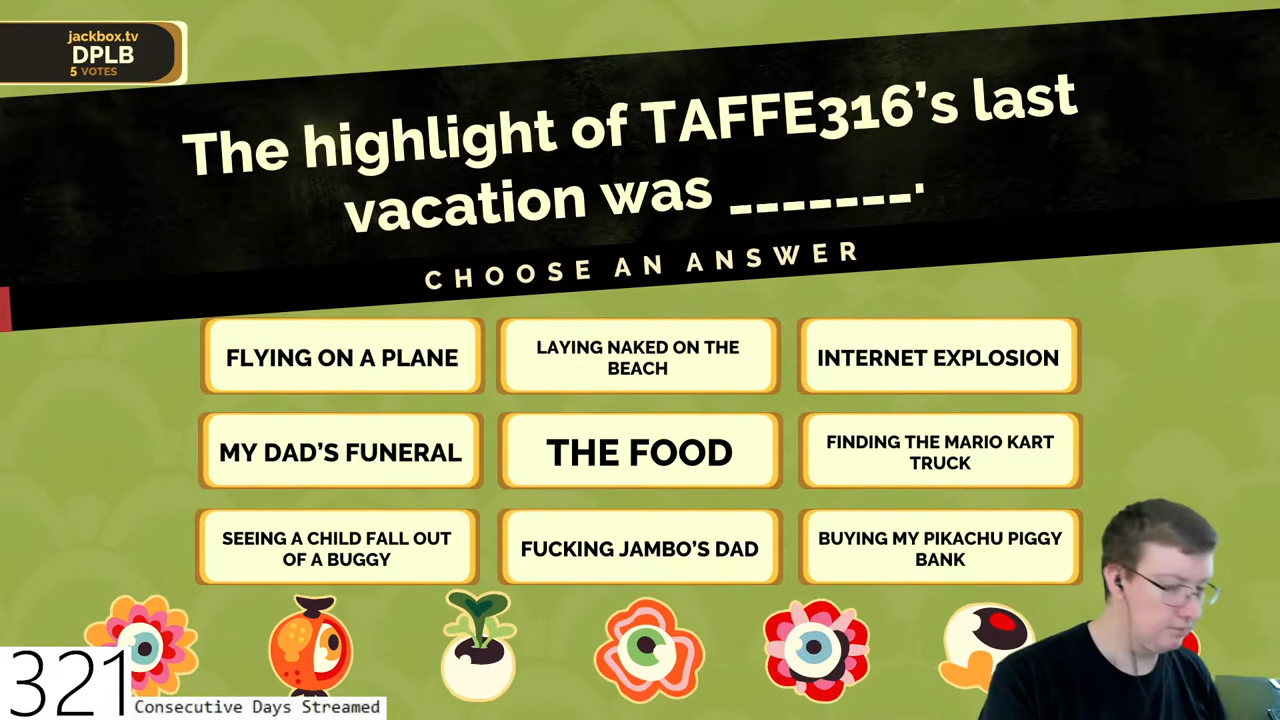 jackbox.tv
DPLB
5 VOTES
The highlight of TAFFE316's last
vacation was _______.
CHOOSE AN ANSWER
FLYING ON A PLANE
LAYING NAKED ON THE
BEACH
INTERNET EXPLOSION
MY DAD'S FUNERAL
THE FOOD
FINDING THE MARIO KART
TRUCK
SEEING A CHILD FALL OUT
OF A BUGGY
FUCKING JAMBO'S DAD
BUYING MY PIKACHU PIGGY
BANK
321
Consecutive Days Streamed